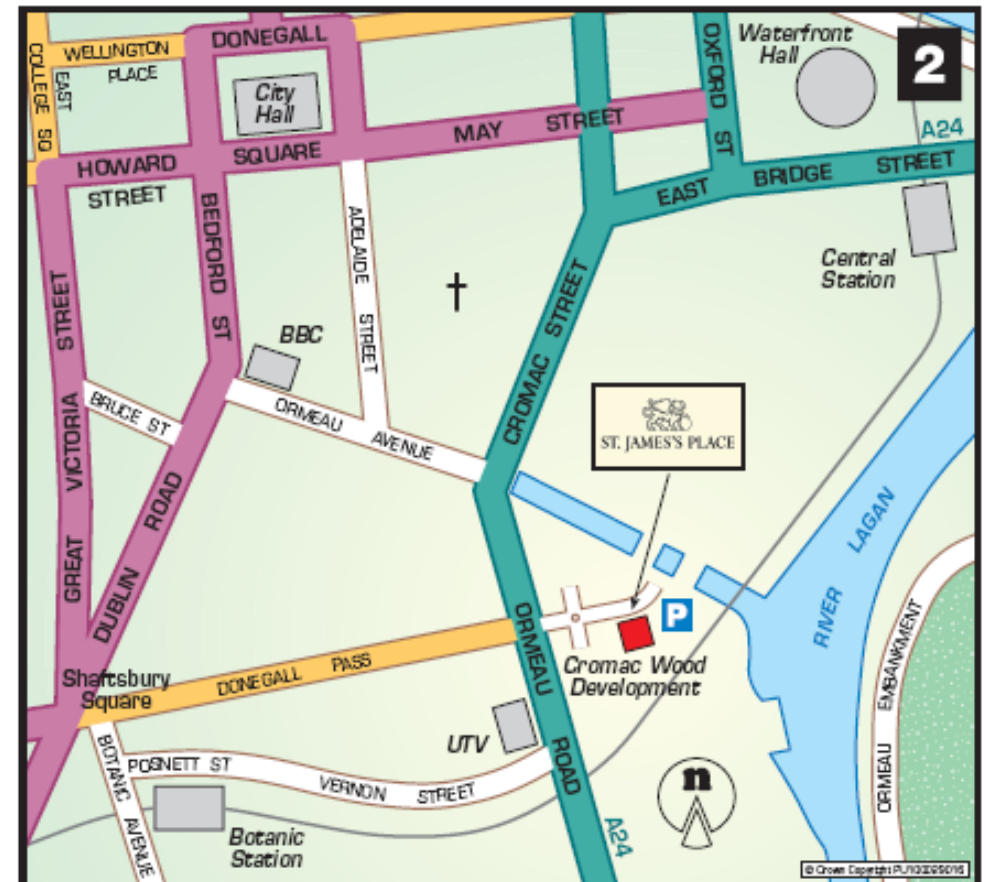 DONEGALL
WELLINGTON
PLACE
COLLEGE SQ
EAST
City
Hall
OXFORD ST
Waterfront
Hall
2
A24
MAY STREET
HOWARD
STREET
SQUARE
EAST BRIDGE STREET
BEDFORD ST
ADELAIDE STREET
Central
Station
GREAT VICTORIA STREET
BBC
CROMAC STREET
BRUCE ST
ORMEAU AVENUE
ST. JAMES'S PLACE
DUBLIN ROAD
RIVER LAGAN
P
ORMEAU ROAD
ORMEAU EMBANKMENT
Cromac Wood
Development
Shaftsbury
Square
DONEGALL PASS
UTV
BOTANIC AVENUE
POSNETT ST
VERNON STREET
n
Botanic
Station
A24
© Crown Copyright